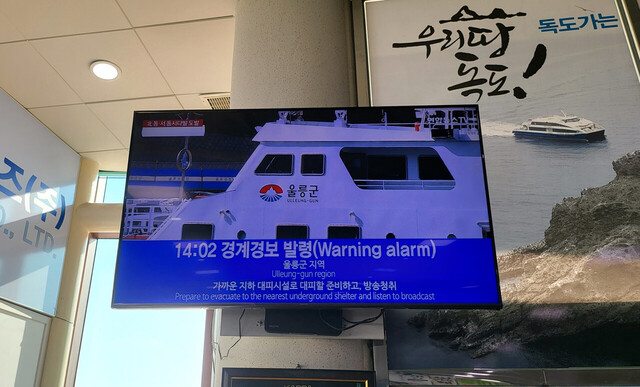 우리땅
독도!
독도가는
즈(주)
., LTD.
울릉군
ULLEUNG-GUN
14:02 경계경보 발령(Warning alarm)
울릉군 지역
Ulleung-gun region
가까운 지하 대피시설로 대피할 준비하고, 방송청취
Prepare to evacuate to the nearest underground shelter and listen to broadcast